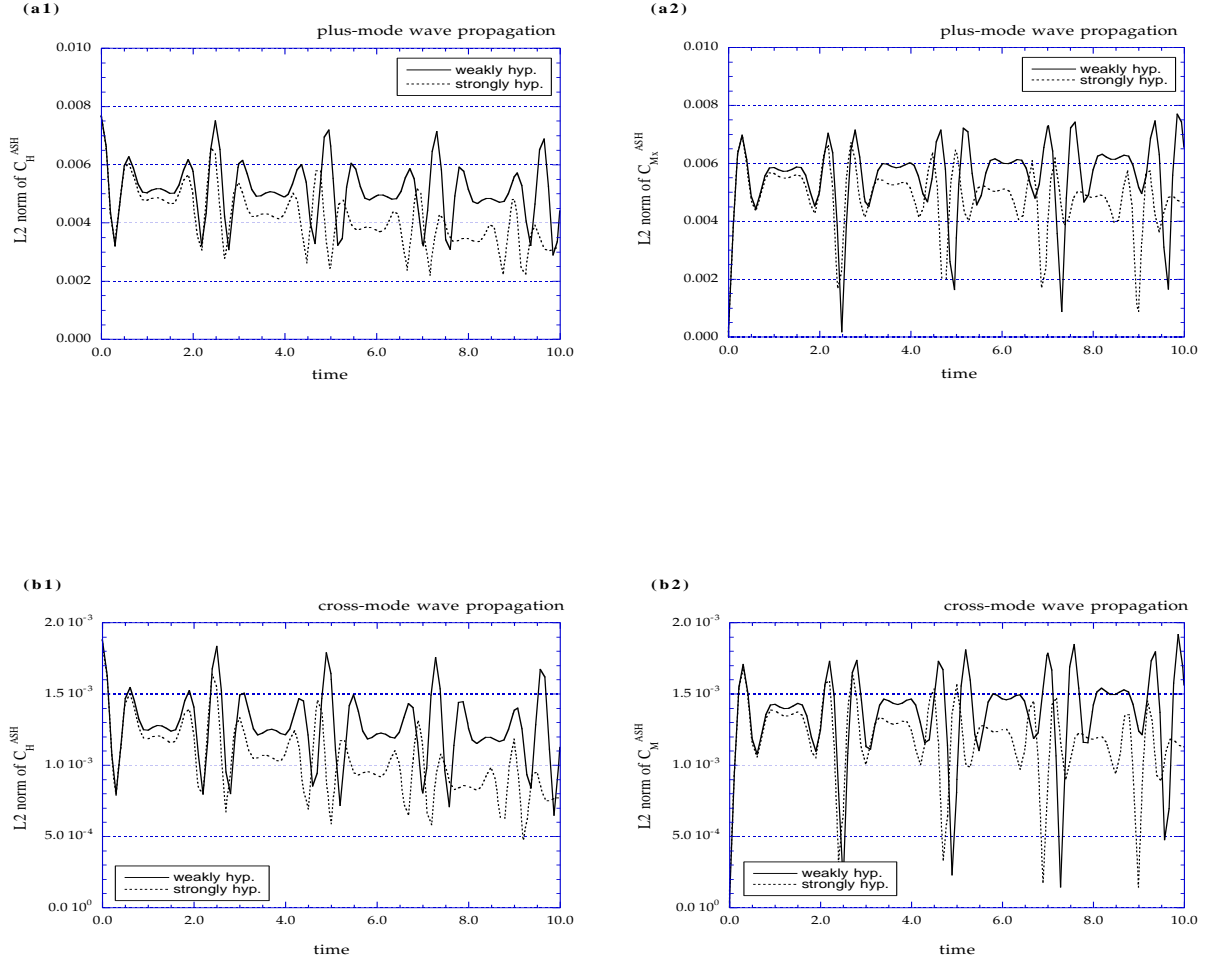 (a1)
plus-mode wave propagation
0.010
0.008
0.006
0.004
0.002
0.000
L2 norm of C_H^ASH
weakly hyp.
strongly hyp.
0.0 2.0 4.0 6.0 8.0 10.0
time
(a2)
plus-mode wave propagation
0.010
0.008
0.006
0.004
0.002
0.000
L2 norm of C_Mx^ASH
weakly hyp.
strongly hyp.
0.0 2.0 4.0 6.0 8.0 10.0
time
(b1)
cross-mode wave propagation
2.0 10^-3
1.5 10^-3
1.0 10^-3
5.0 10^-4
0.0 10^0
L2 norm of C_H^ASH
weakly hyp.
strongly hyp.
0.0 2.0 4.0 6.0 8.0 10.0
time
(b2)
cross-mode wave propagation
2.0 10^-3
1.5 10^-3
1.0 10^-3
5.0 10^-4
0.0 10^0
L2 norm of C_M^ASH
weakly hyp.
strongly hyp.
0.0 2.0 4.0 6.0 8.0 10.0
time